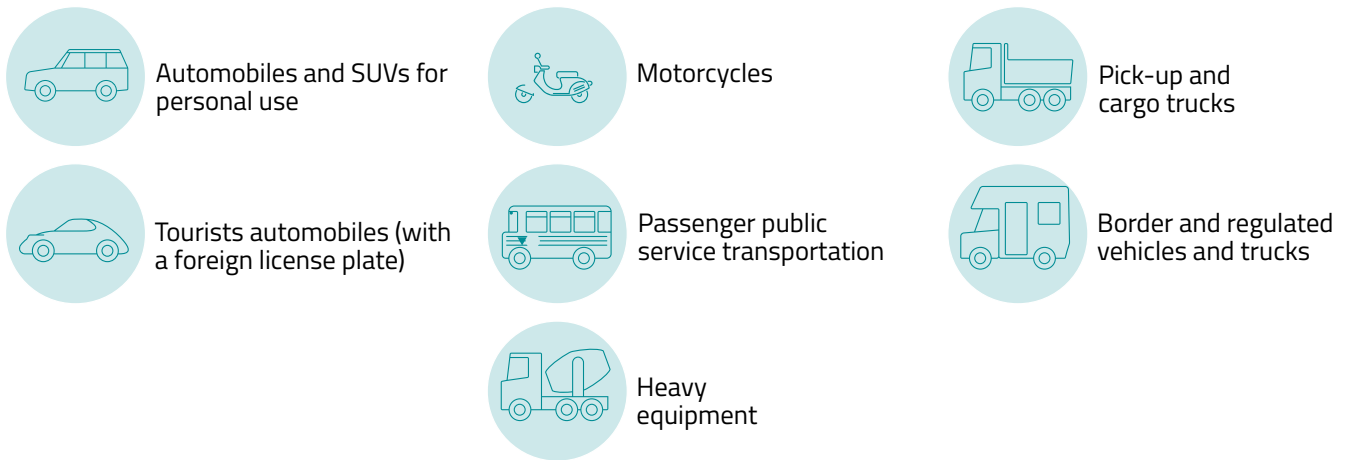 Automobiles and SUVs for
personal use
Motorcycles
Pick-up and
cargo trucks
Tourists automobiles (with
a foreign license plate)
Passenger public
service transportation
Border and regulated
vehicles and trucks
Heavy
equipment